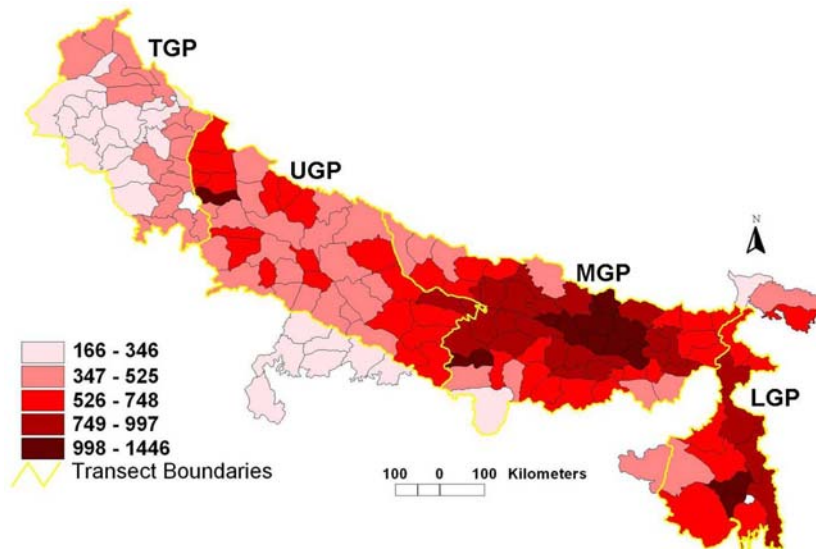 TGP
UGP
N
MGP
LGP
166 - 346
347 - 525
526 - 748
749 - 997
998 - 1446
Transect Boundaries
100 0 100 Kilometers